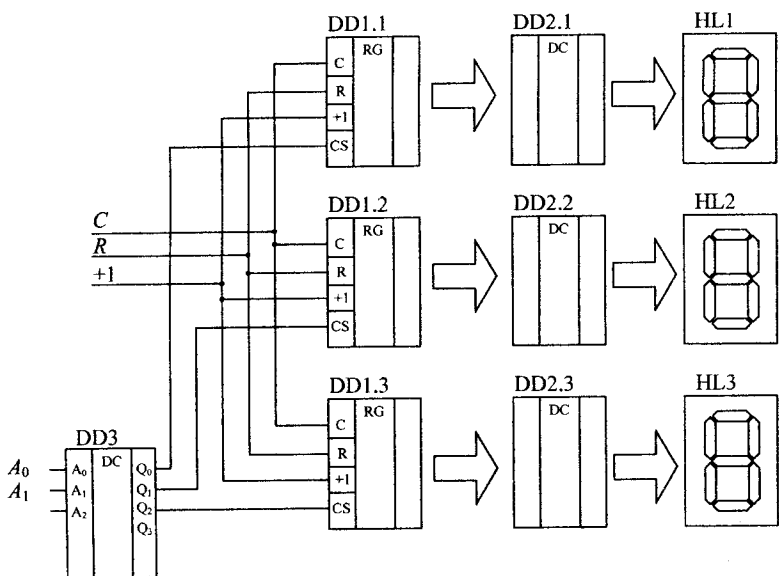 DD1.1
DD2.1
HL1
RG
DC
C
R
+1
CS
DD1.2
DD2.2
HL2
C
R
+1
RG
DC
C
R
+1
CS
DD1.3
DD2.3
HL3
RG
DC
C
R
+1
CS
DD3
DC
A0
A1
A0
A1
A2
Q0
Q1
Q2
Q3